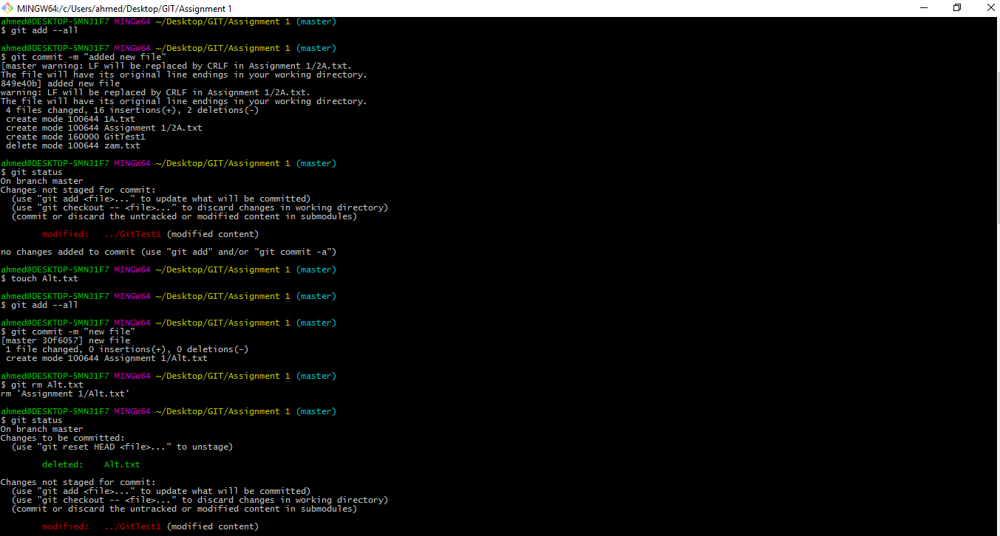 MINGW64:/c/Users/ahmed/Desktop/GIT/Assignment 1
ahmed@DESKTOP-5MNJ1F7 MINGW64 ~/Desktop/GIT/Assignment 1 (master)
$ git add --all
ahmed@DESKTOP-5MNJ1F7 MINGW64 ~/Desktop/GIT/Assignment 1 (master)
$ git commit -m "added new file"
[master warning: LF will be replaced by CRLF in Assignment 1/2A.txt.
The file will have its original line endings in your working directory.
849e40b] added new file
warning: LF will be replaced by CRLF in Assignment 1/2A.txt.
The file will have its original line endings in your working directory.
 4 files changed, 16 insertions(+), 2 deletions(-)
 create mode 100644 1A.txt
 create mode 100644 Assignment 1/2A.txt
 create mode 160000 GitTest1
 delete mode 100644 zam.txt
ahmed@DESKTOP-5MNJ1F7 MINGW64 ~/Desktop/GIT/Assignment 1 (master)
$ git status
On branch master
Changes not staged for commit:
  (use "git add <file>..." to update what will be committed)
  (use "git checkout -- <file>..." to discard changes in working directory)
  (commit or discard the untracked or modified content in submodules)
        modified:   ../GitTest1 (modified content)
no changes added to commit (use "git add" and/or "git commit -a")
ahmed@DESKTOP-5MNJ1F7 MINGW64 ~/Desktop/GIT/Assignment 1 (master)
$ touch Alt.txt
ahmed@DESKTOP-5MNJ1F7 MINGW64 ~/Desktop/GIT/Assignment 1 (master)
$ git add --all
ahmed@DESKTOP-5MNJ1F7 MINGW64 ~/Desktop/GIT/Assignment 1 (master)
$ git commit -m "new file"
[master 30f6057] new file
 1 file changed, 0 insertions(+), 0 deletions(-)
 create mode 100644 Assignment 1/Alt.txt
ahmed@DESKTOP-5MNJ1F7 MINGW64 ~/Desktop/GIT/Assignment 1 (master)
$ git rm Alt.txt
rm 'Assignment 1/Alt.txt'
ahmed@DESKTOP-5MNJ1F7 MINGW64 ~/Desktop/GIT/Assignment 1 (master)
$ git status
On branch master
Changes to be committed:
  (use "git reset HEAD <file>..." to unstage)
        deleted:    Alt.txt
Changes not staged for commit:
  (use "git add <file>..." to update what will be committed)
  (use "git checkout -- <file>..." to discard changes in working directory)
  (commit or discard the untracked or modified content in submodules)
        modified:   ../GitTest1 (modified content)